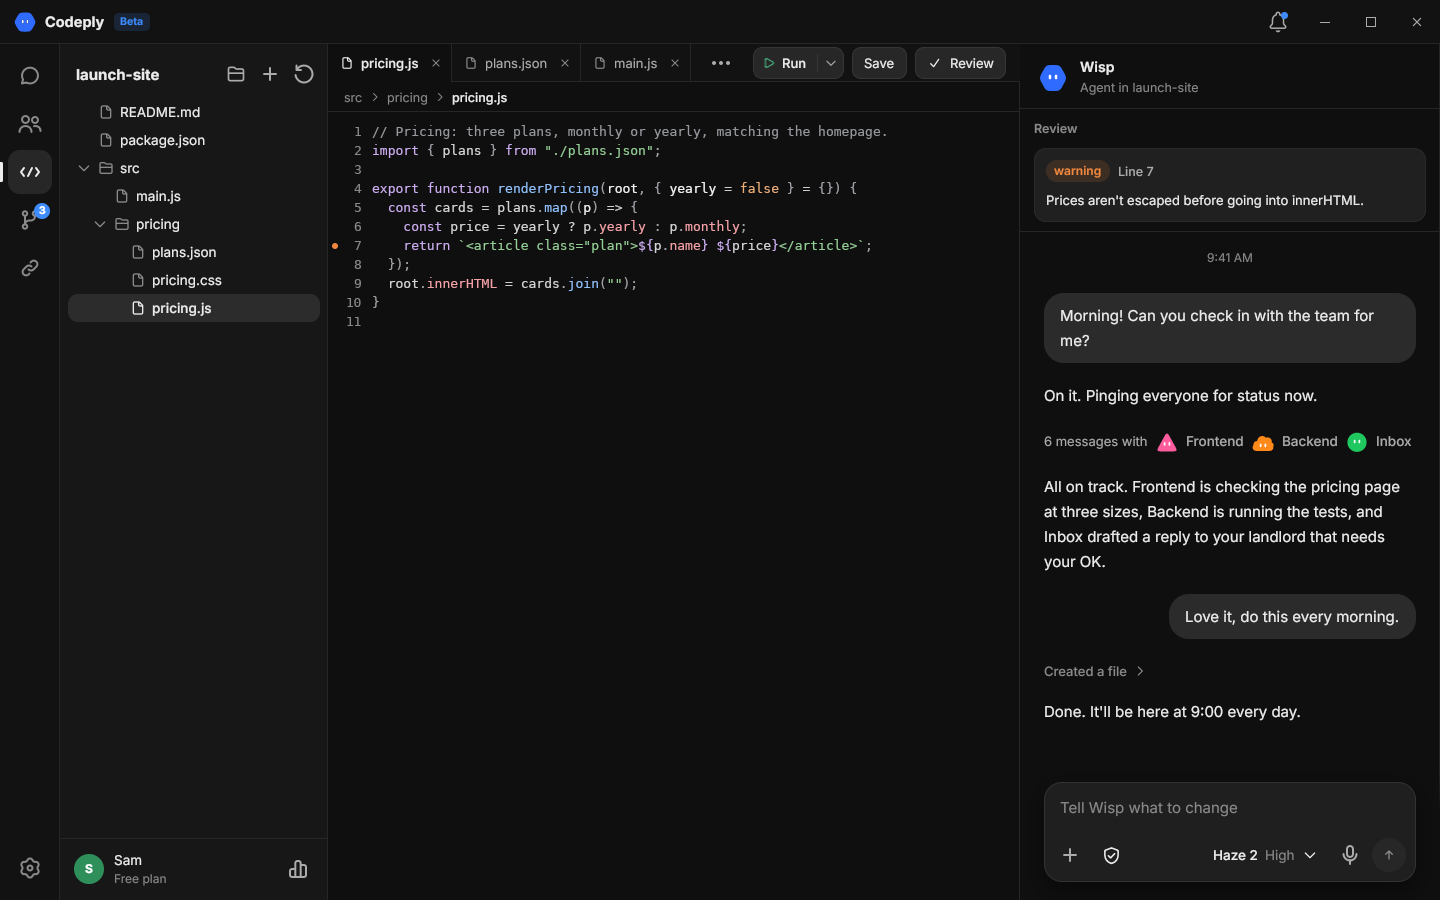 Codeply Beta
launch-site
README.md
package.json
src
main.js
pricing
plans.json
pricing.css
pricing.js
S
Sam
Free plan
3
pricing.js
plans.json
main.js
Run
Save
Review
src
pricing
pricing.js
1 // Pricing: three plans, monthly or yearly, matching the homepage.
2 import { plans } from "./plans.json";
3
4 export function renderPricing(root, { yearly = false } = {}) {
5 const cards = plans.map((p) => {
6 const price = yearly ? p.yearly : p.monthly;
7 return `<article class="plan">${p.name} ${price}</article>`;
8 });
9 root.innerHTML = cards.join("");
10 }
11
Wisp
Agent in launch-site
Review
warning Line 7
Prices aren't escaped before going into innerHTML.
9:41 AM
Morning! Can you check in with the team for
me?
On it. Pinging everyone for status now.
6 messages with Frontend Backend Inbox
All on track. Frontend is checking the pricing page
at three sizes, Backend is running the tests, and
Inbox drafted a reply to your landlord that needs
your OK.
Love it, do this every morning.
Created a file
Done. It'll be here at 9:00 every day.
Tell Wisp what to change
Haze 2 High